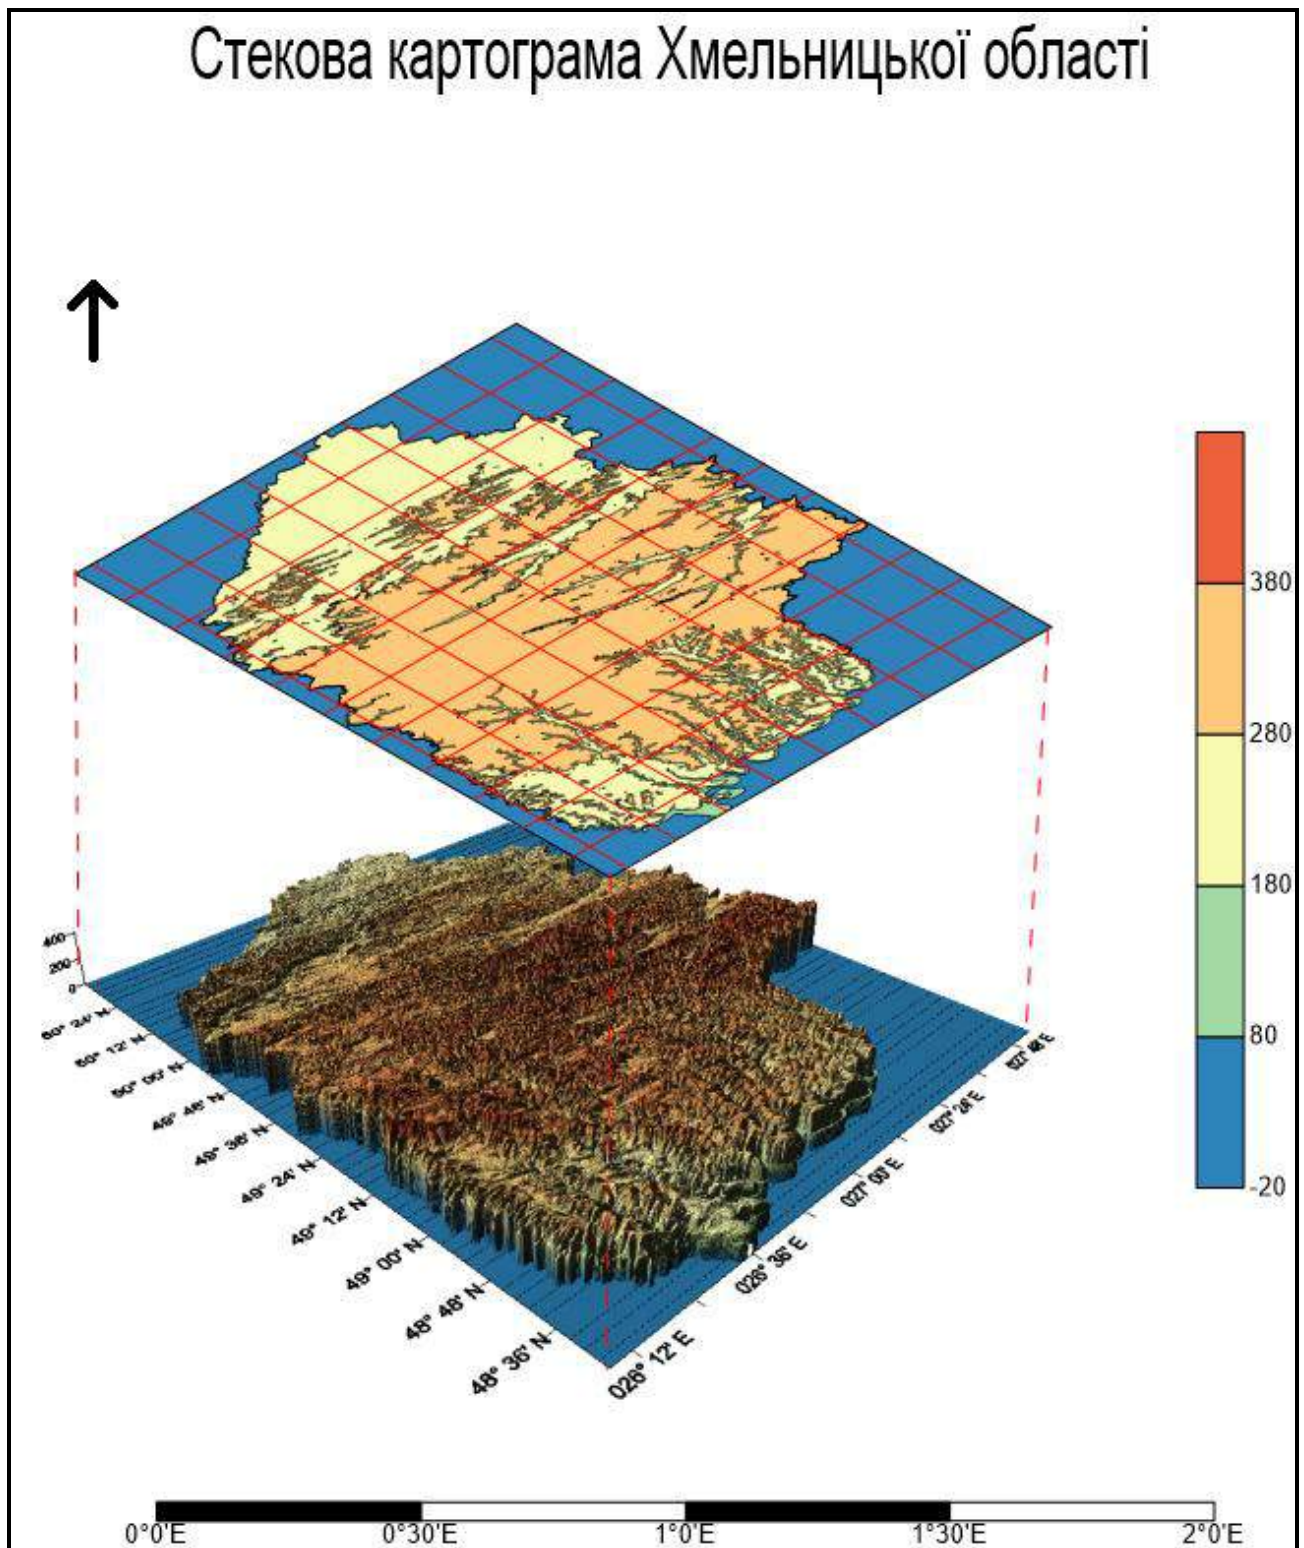 Стекова картограма Хмельницької області
380
280
180
80
-20
400
200
0
50° 24' N
50° 12' N
50° 00' N
49° 48' N
49° 36' N
49° 24' N
49° 12' N
49° 00' N
48° 48' N
48° 36' N
026° 12' E
026° 36' E
027° 00' E
027° 24' E
027° 48' E
0°0'E 0°30'E 1°0'E 1°30'E 2°0'E